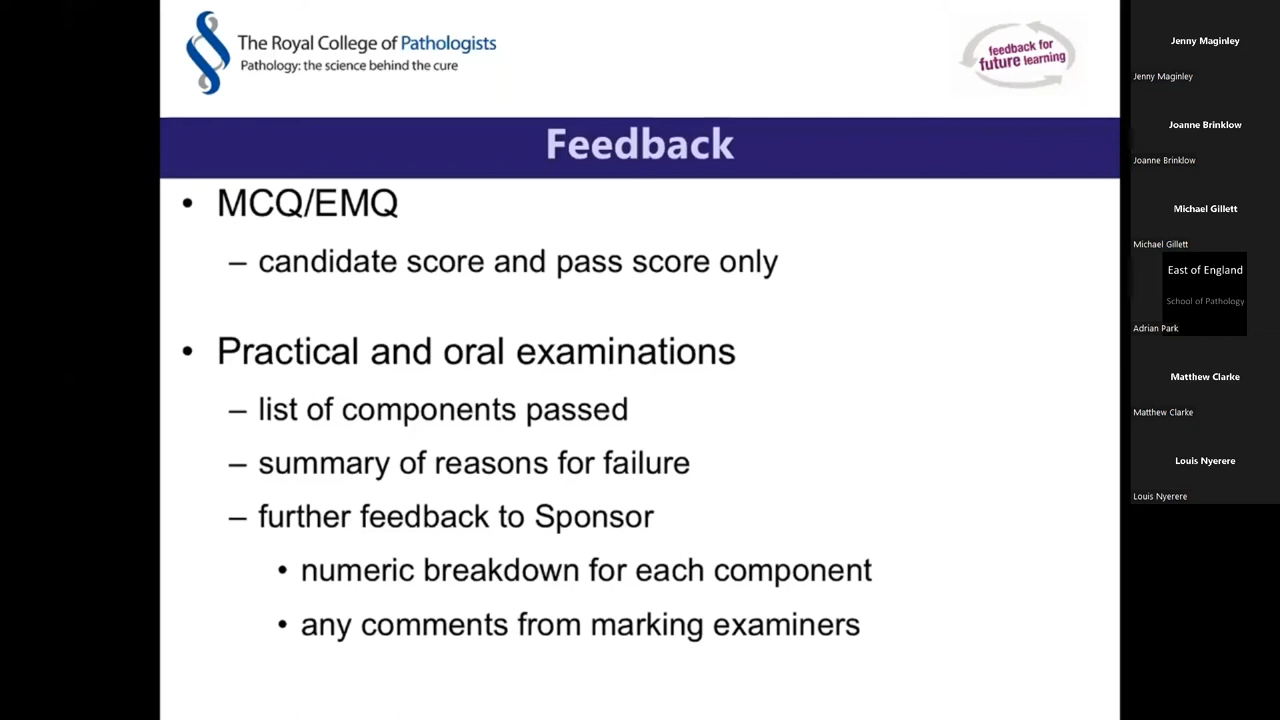 The Royal College of Pathologists
Pathology: the science behind the cure
feedback for
future learning
Feedback
• MCQ/EMQ
– candidate score and pass score only
• Practical and oral examinations
– list of components passed
– summary of reasons for failure
– further feedback to Sponsor
• numeric breakdown for each component
• any comments from marking examiners
Jenny Maginley
Jenny Maginley
Joanne Brinklow
Joanne Brinklow
Michael Gillett
Michael Gillett
East of England
School of Pathology
Adrian Park
Matthew Clarke
Matthew Clarke
Louis Nyerere
Louis Nyerere